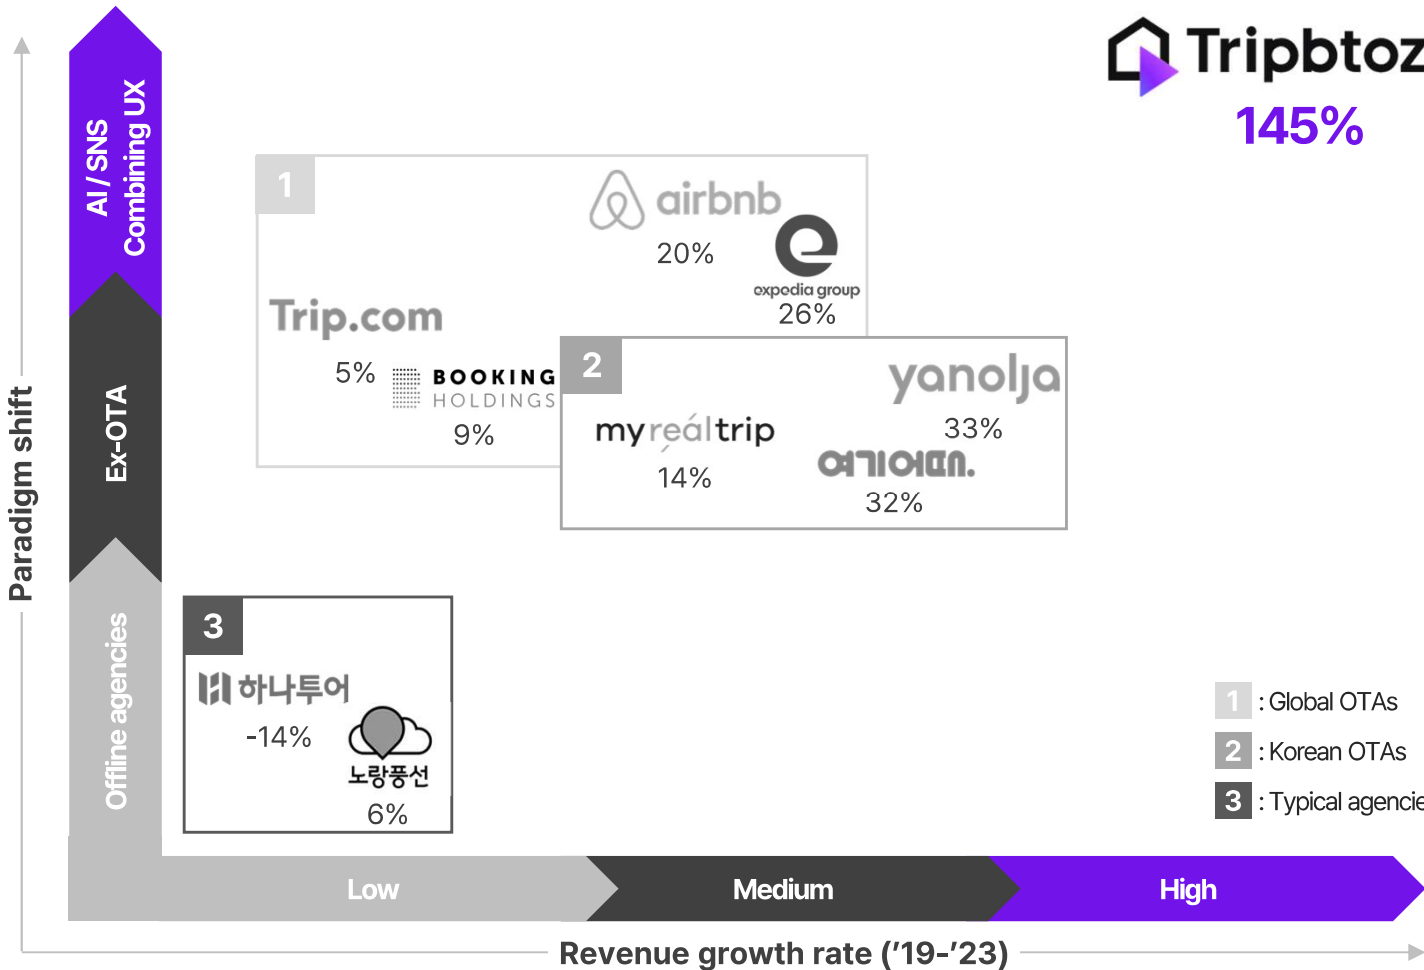 Tripbtoz
145%
AI / SNS
Combining UX
Ex-OTA
Offline agencies
Paradigm shift
1
airbnb
20%
expedia group
26%
Trip.com
5%
BOOKING
HOLDINGS
9%
2
yanolja
33%
myrealtrip
14%
여기어때.
32%
3
하나투어
-14%
노랑풍선
6%
1 : Global OTAs
2 : Korean OTAs
3 : Typical agencie
Low
Medium
High
Revenue growth rate (’19-’23)